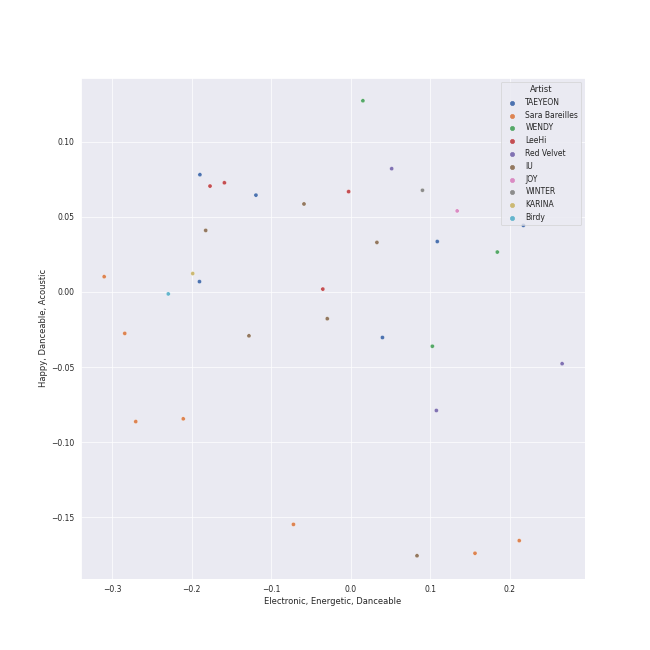 Artist
TAEYEON
Sara Bareilles
WENDY
LeeHi
Red Velvet
IU
JOY
WINTER
KARINA
Birdy
0.10
0.05
0.00
−0.05
−0.10
−0.15
Happy, Danceable, Acoustic
−0.3 −0.2 −0.1 0.0 0.1 0.2
Electronic, Energetic, Danceable